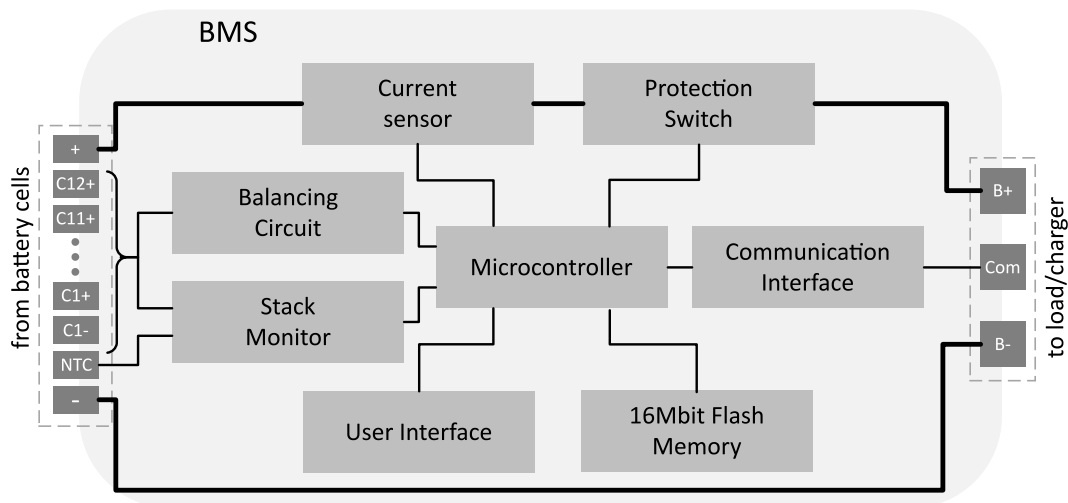 BMS
Current
sensor
Protection
Switch
from battery cells
+
C12+
C11+
C1+
C1-
NTC
-
Balancing
Circuit
Stack
Monitor
Microcontroller
Communication
Interface
User Interface
16Mbit Flash
Memory
B+
Com
B-
to load/charger